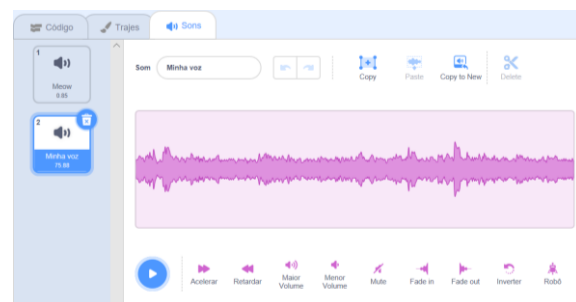 Código
Trajes
Sons
1
Meow
0.85
2
Minha voz
75.88
Som
Minha voz
Copy
Paste
Copy to New
Delete
Acelerar
Retardar
Maior
Volume
Menor
Volume
Mute
Fade in
Fade out
Inverter
Robô